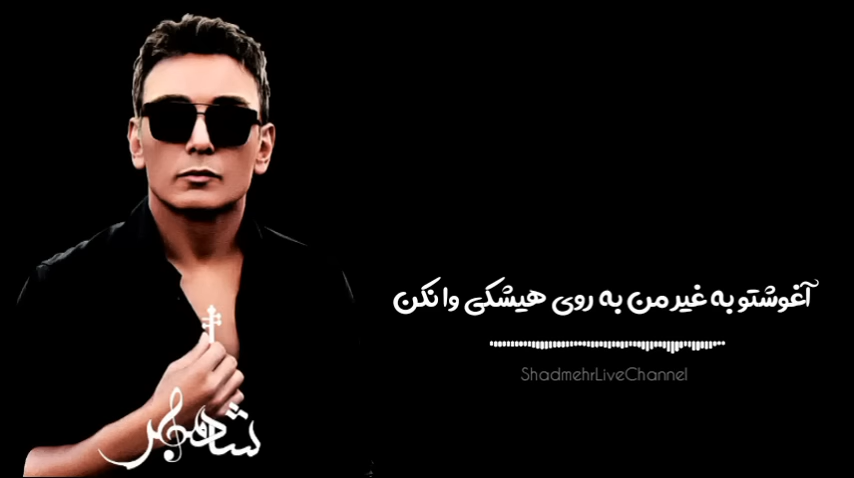 آغوشتو به غیر من به روی هیشکی وا نکن
ShadmehrLiveChannel
شادمهر